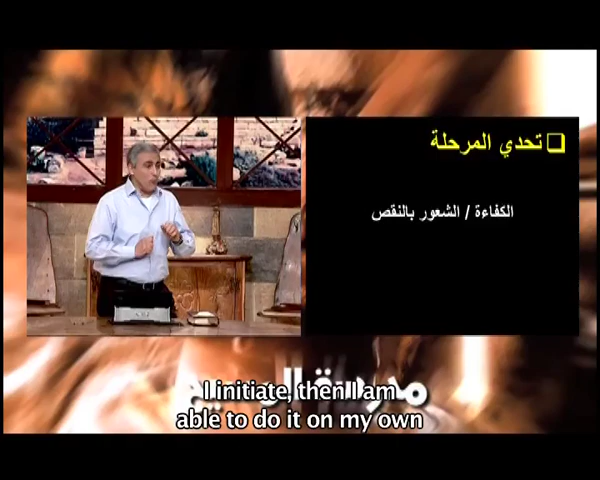 تحدي المرحلة
الكفاءة / الشعور بالنقص
I initiate, then I am
able to do it on my own